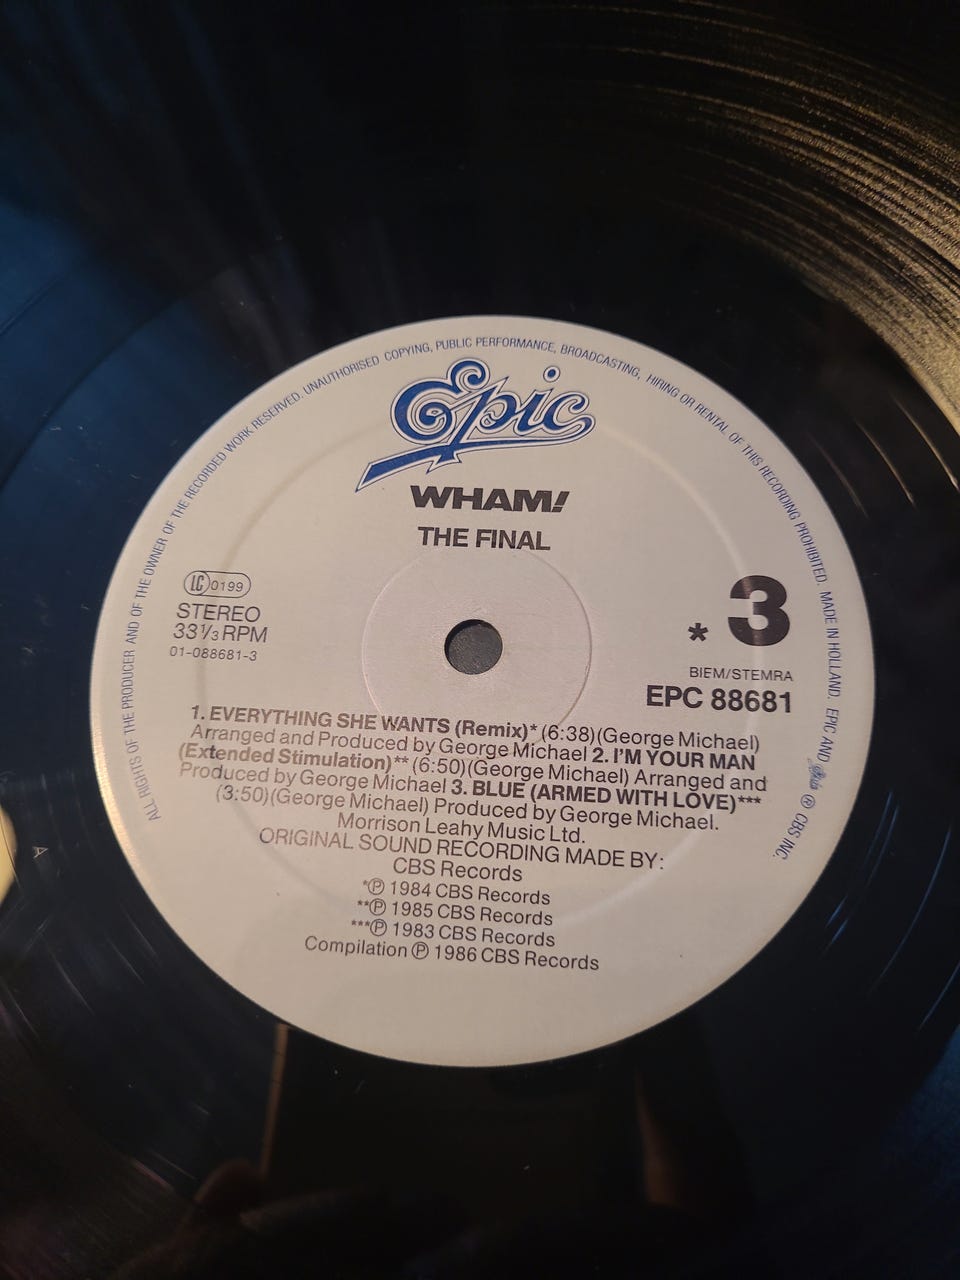 ALL RIGHTS OF THE PRODUCER AND OF THE OWNER OF THE RECORDED WORK RESERVED. UNAUTHORISED COPYING, PUBLIC PERFORMANCE, BROADCASTING, HIRING OR RENTAL OF THIS RECORDING PROHIBITED. MADE IN HOLLAND. EPIC AND Epic ® CBS INC.
Epic
WHAM!
THE FINAL
LC 0199
STEREO
33⅓ RPM
01-088681-3
* 3
BIEM/STEMRA
EPC 88681
1. EVERYTHING SHE WANTS (Remix)* (6:38)(George Michael)
Arranged and Produced by George Michael 2. I'M YOUR MAN
(Extended Stimulation)** (6:50)(George Michael) Arranged and
Produced by George Michael 3. BLUE (ARMED WITH LOVE)***
(3:50)(George Michael) Produced by George Michael.
Morrison Leahy Music Ltd.
ORIGINAL SOUND RECORDING MADE BY:
CBS Records
*℗ 1984 CBS Records
**℗ 1985 CBS Records
***℗ 1983 CBS Records
Compilation ℗ 1986 CBS Records
A